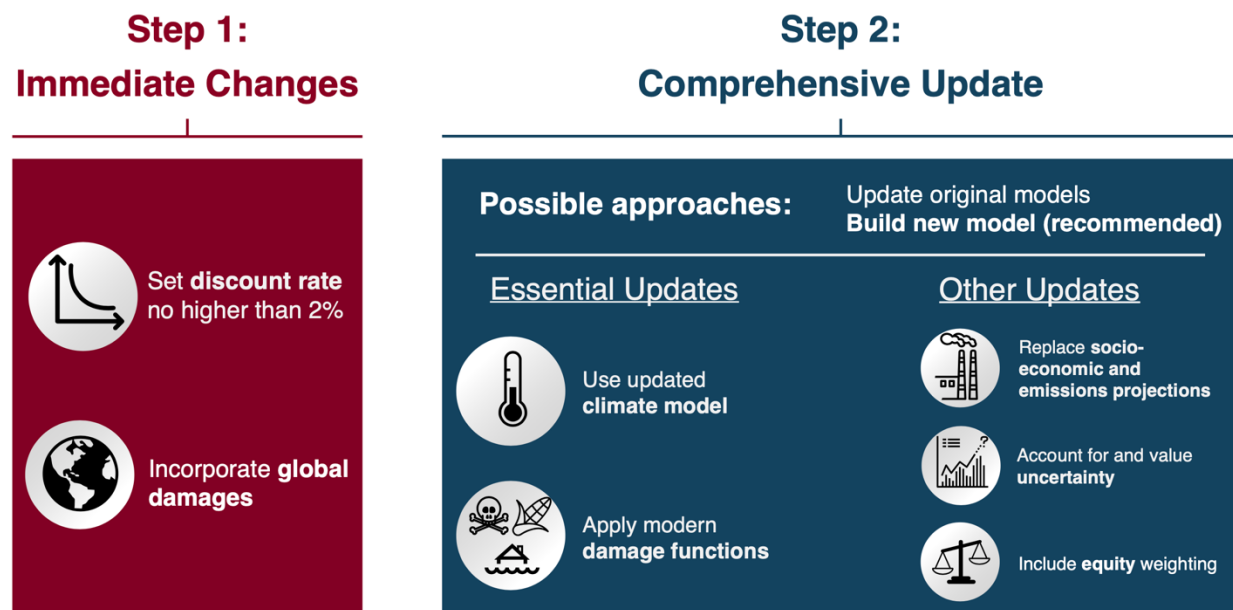 Step 1:
Immediate Changes
Set discount rate
no higher than 2%
Incorporate global
damages
Step 2:
Comprehensive Update
Possible approaches:
Update original models
Build new model (recommended)
Essential Updates
Use updated
climate model
Apply modern
damage functions
Other Updates
Replace socio-
economic and
emissions projections
?
Account for and value
uncertainty
Include equity weighting